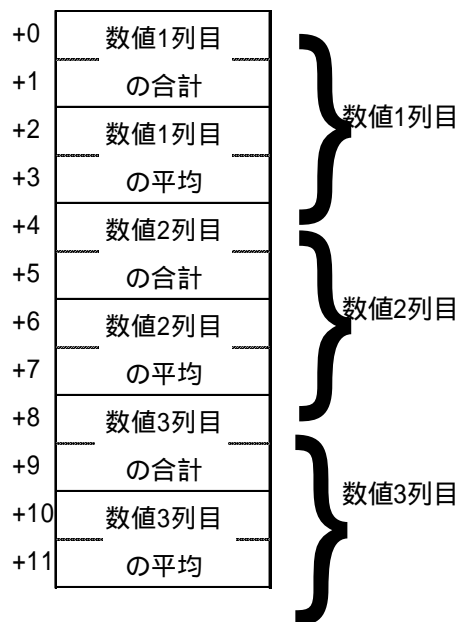 +0 数値1列目
+1 の合計
+2 数値1列目
+3 の平均
数値1列目
+4 数値2列目
+5 の合計
+6 数値2列目
+7 の平均
数値2列目
+8 数値3列目
+9 の合計
+10 数値3列目
+11 の平均
数値3列目